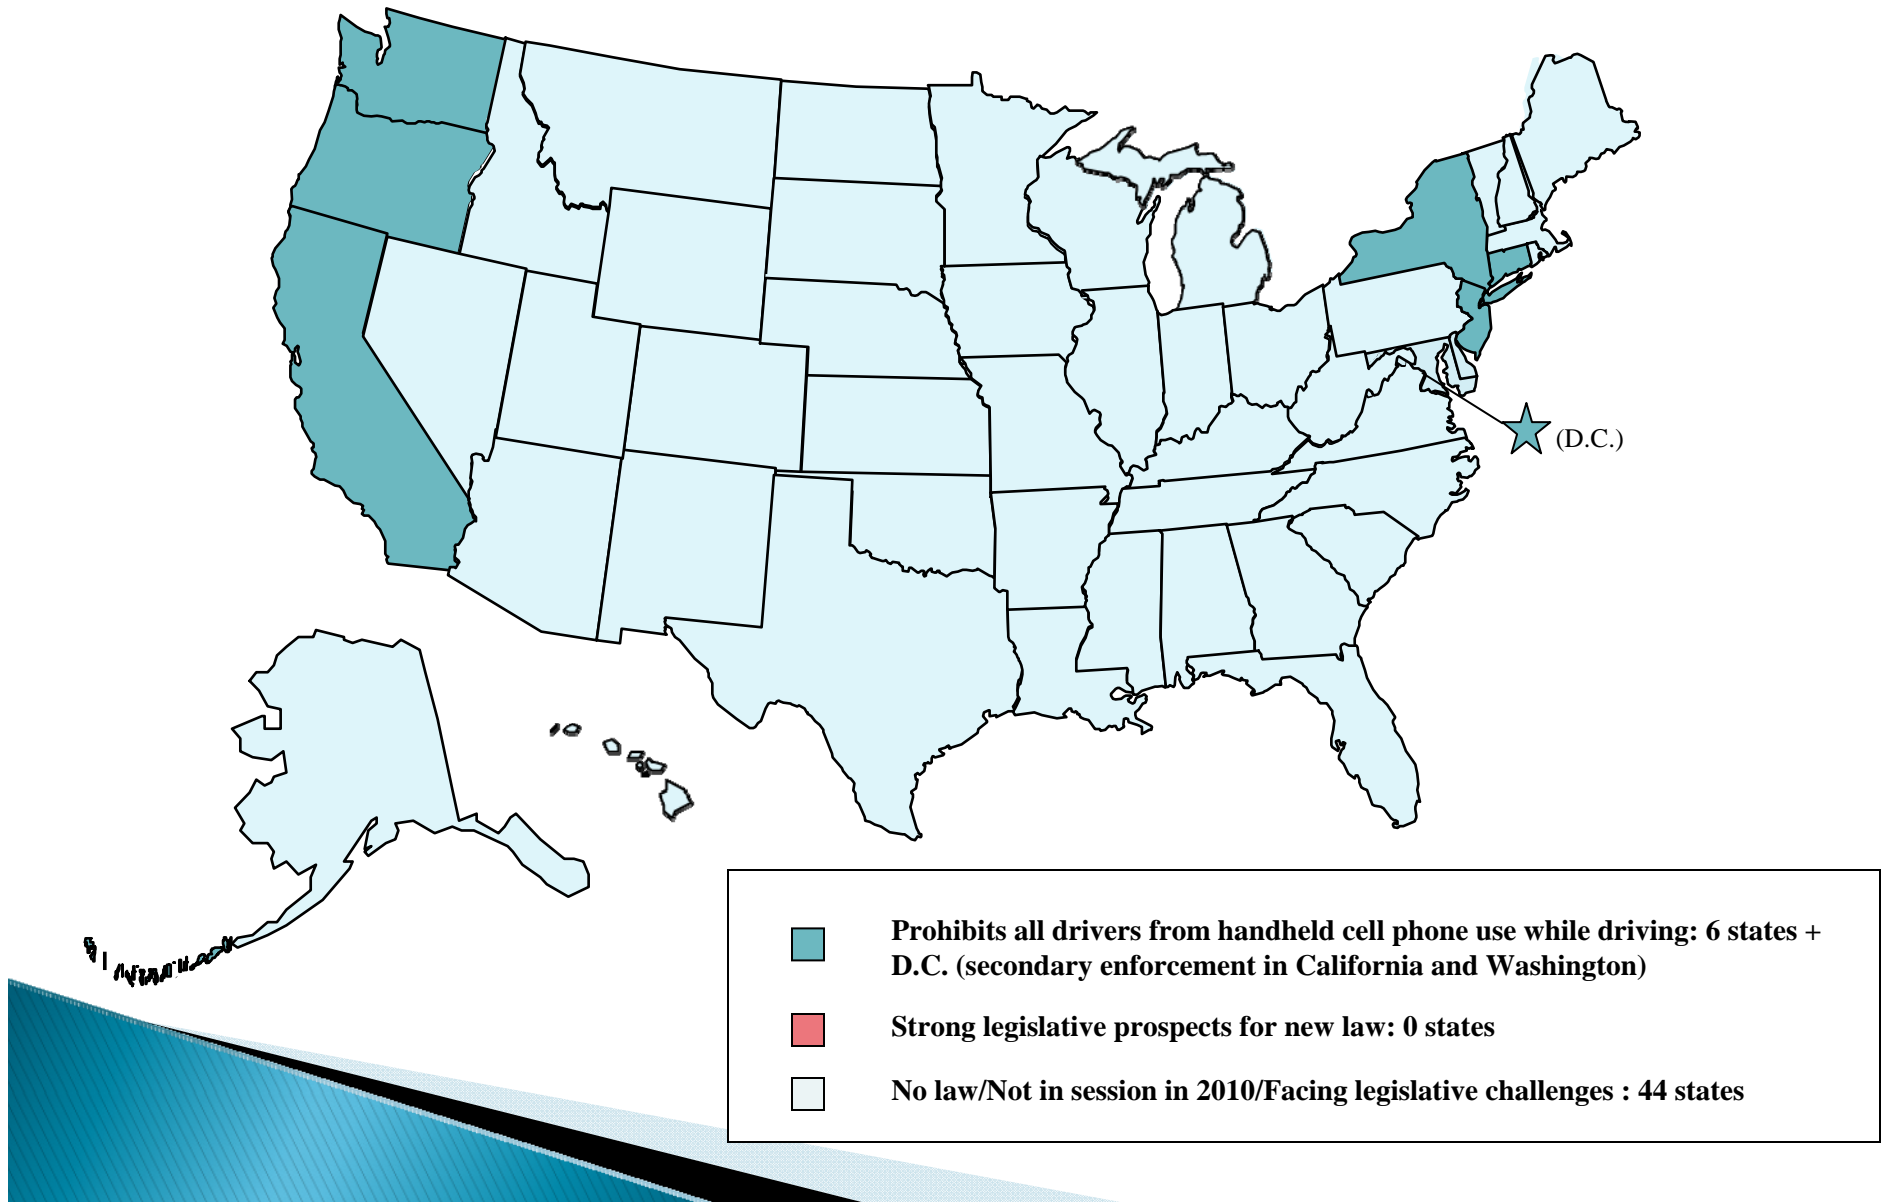 (D.C.)
Prohibits all drivers from handheld cell phone use while driving: 6 states +
D.C. (secondary enforcement in California and Washington)
Strong legislative prospects for new law: 0 states
No law/Not in session in 2010/Facing legislative challenges : 44 states